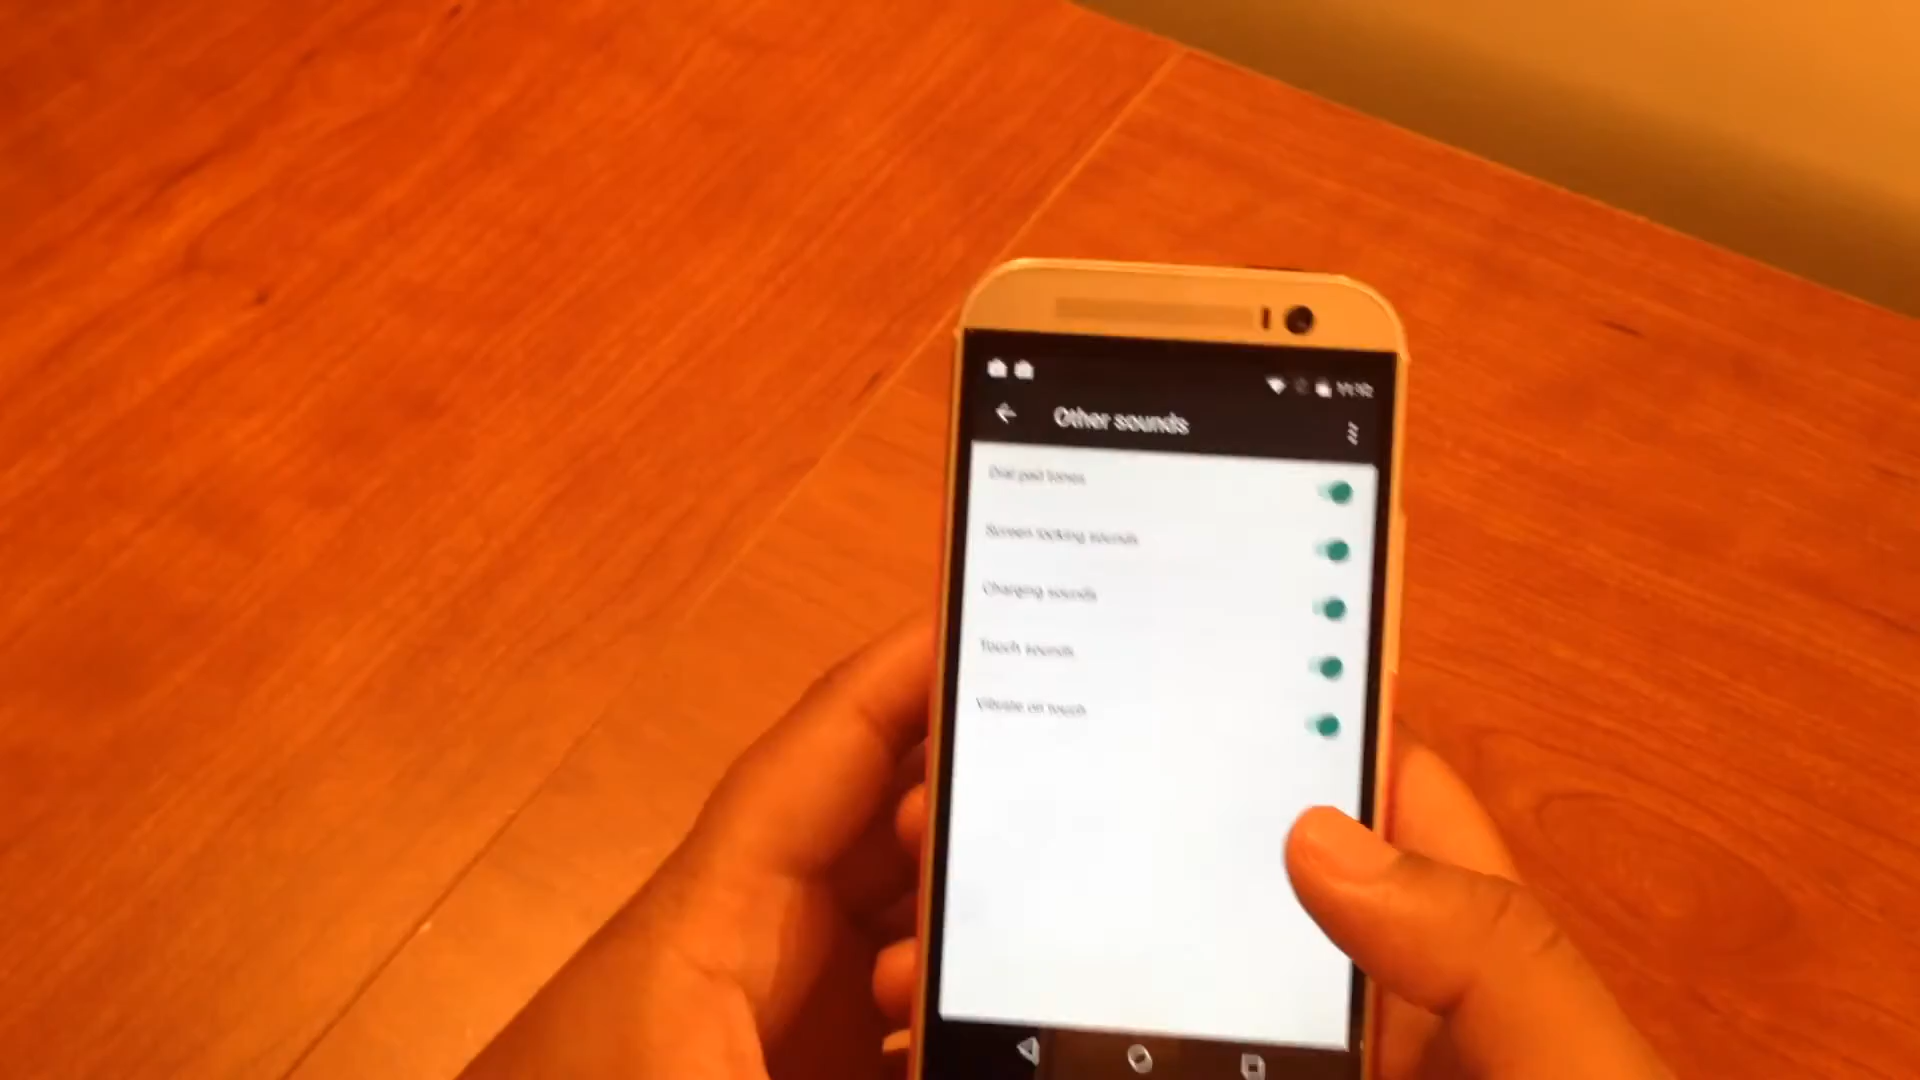 Other sounds
Dial pad tones
Screen locking sounds
Charging sounds
Touch sounds
Vibrate on touch